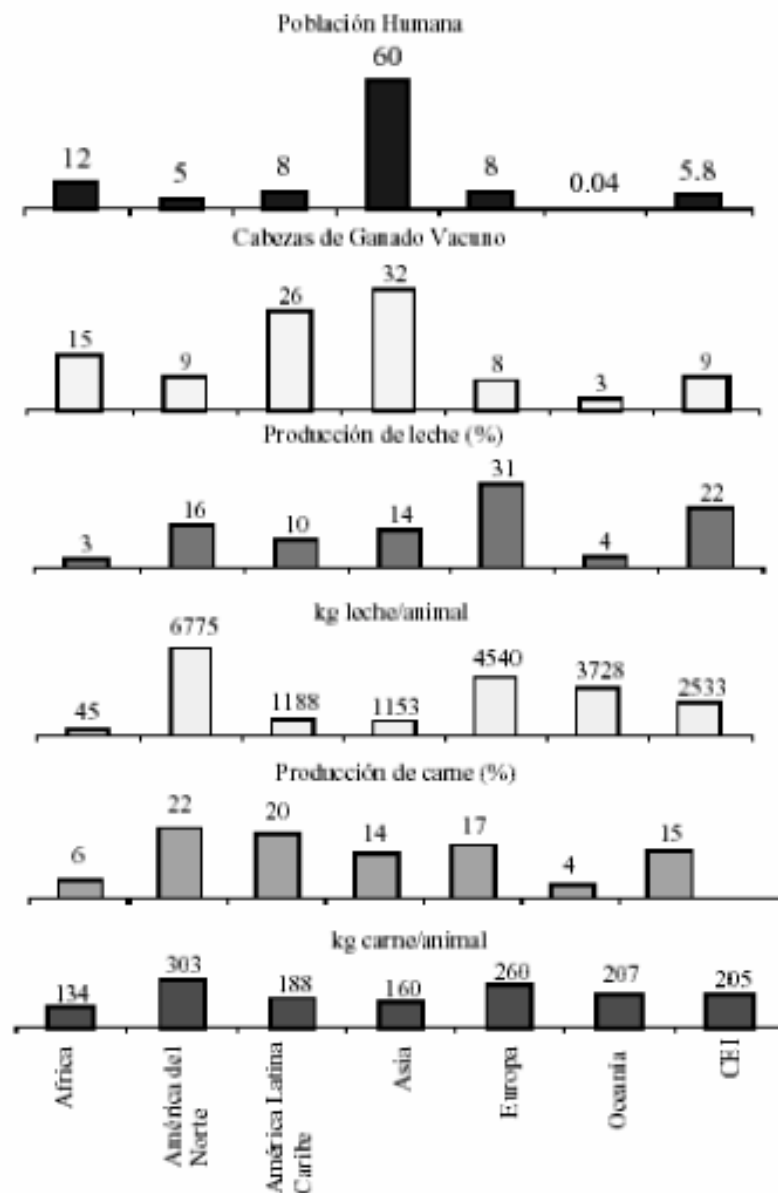 Población Humana
12 5 8 60 8 0.04 5.8
Cabezas de Ganado Vacuno
15 9 26 32 8 3 9
Producción de leche (%)
3 16 10 14 31 4 22
kg leche/animal
45 6775 1188 1153 4540 3728 2533
Producción de carne (%)
6 22 20 14 17 4 15
kg carne/animal
134 303 188 160 260 207 205
Africa
América del
Norte
América Latina
Caribe
Asia
Europa
Oceanía
CEI